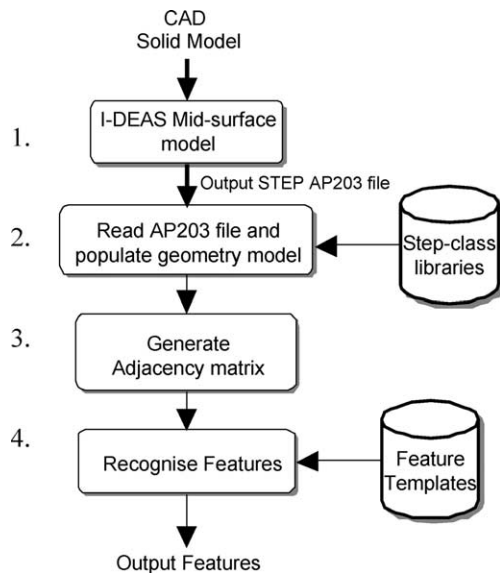 CAD
Solid Model
1.
I-DEAS Mid-surface
model
Output STEP AP203 file
2.
Read AP203 file and
populate geometry model
Step-class
libraries
3.
Generate
Adjacency matrix
4.
Recognise Features
Feature
Templates
Output Features